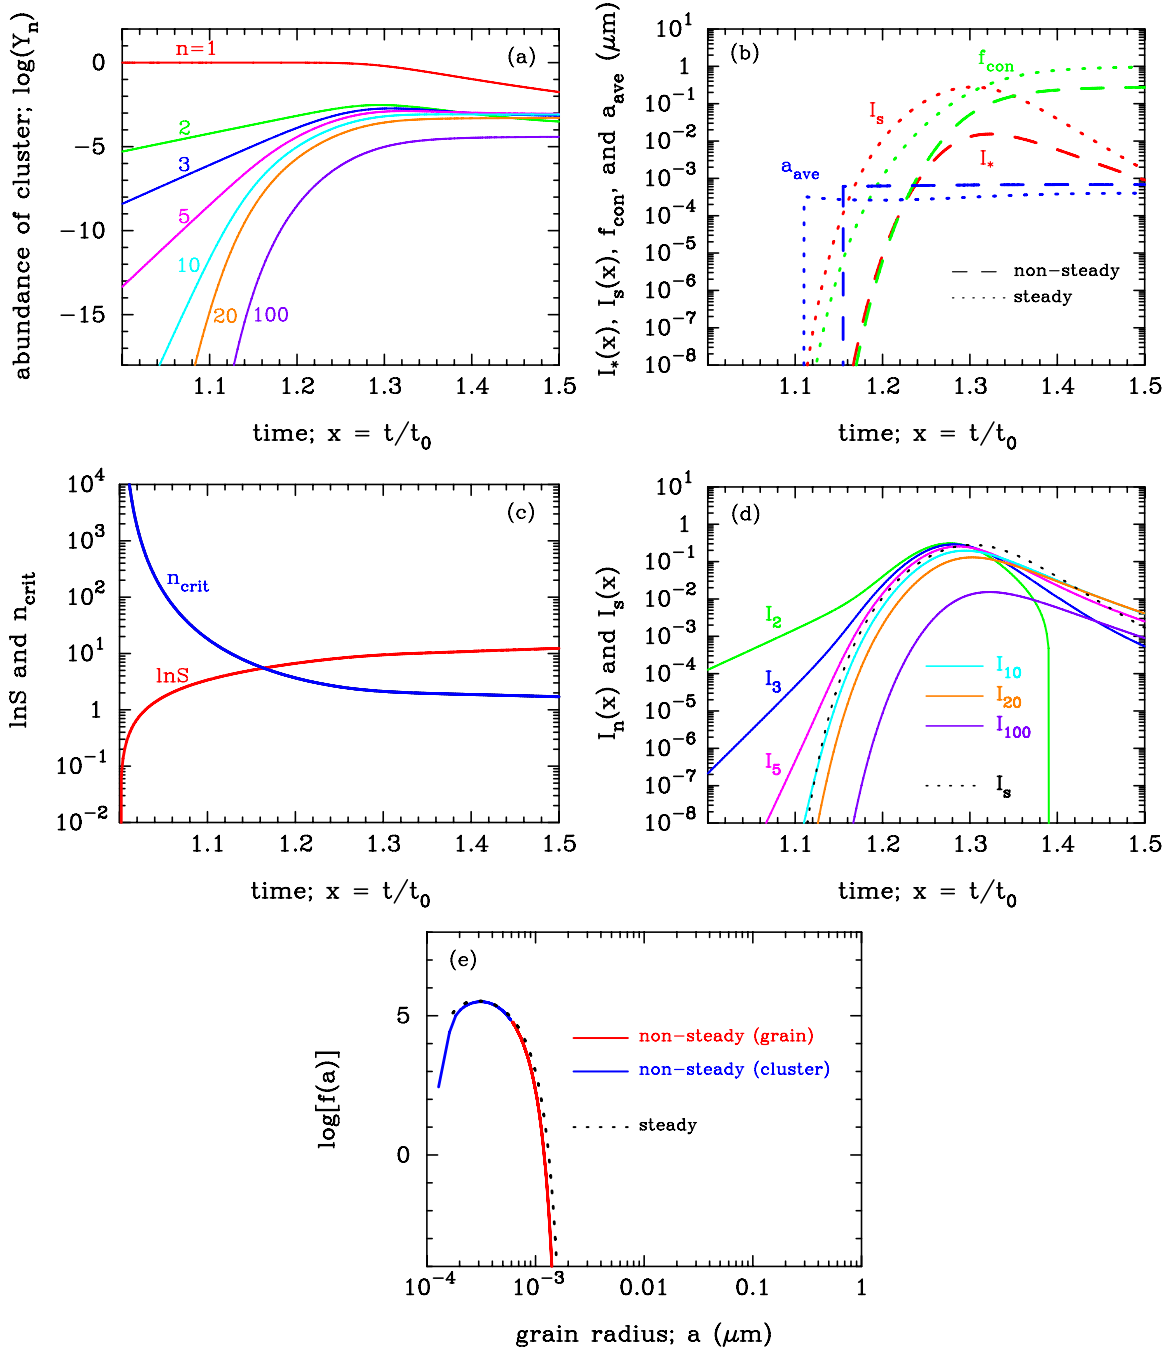 (a)
abundance of cluster; log(Yn)
0
−5
−10
−15
n=1
2
3
5
10
20
100
1.1 1.2 1.3 1.4 1.5
time; x = t/t0
(b)
I*(x), Is(x), fcon, and aave (μm)
10^1
1
10^−1
10^−2
10^−3
10^−4
10^−5
10^−6
10^−7
10^−8
fcon
Is
I*
aave
non−steady
steady
1.1 1.2 1.3 1.4 1.5
time; x = t/t0
(c)
lnS and ncrit
10^4
10^3
10^2
10^1
1
10^−1
10^−2
ncrit
lnS
1.1 1.2 1.3 1.4 1.5
time; x = t/t0
(d)
In(x) and Is(x)
10^1
1
10^−1
10^−2
10^−3
10^−4
10^−5
10^−6
10^−7
10^−8
I2
I3
I5
I10
I20
I100
Is
1.1 1.2 1.3 1.4 1.5
time; x = t/t0
(e)
log[f(a)]
5
0
non−steady (grain)
non−steady (cluster)
steady
10^−4 10^−3 0.01 0.1 1
grain radius; a (μm)